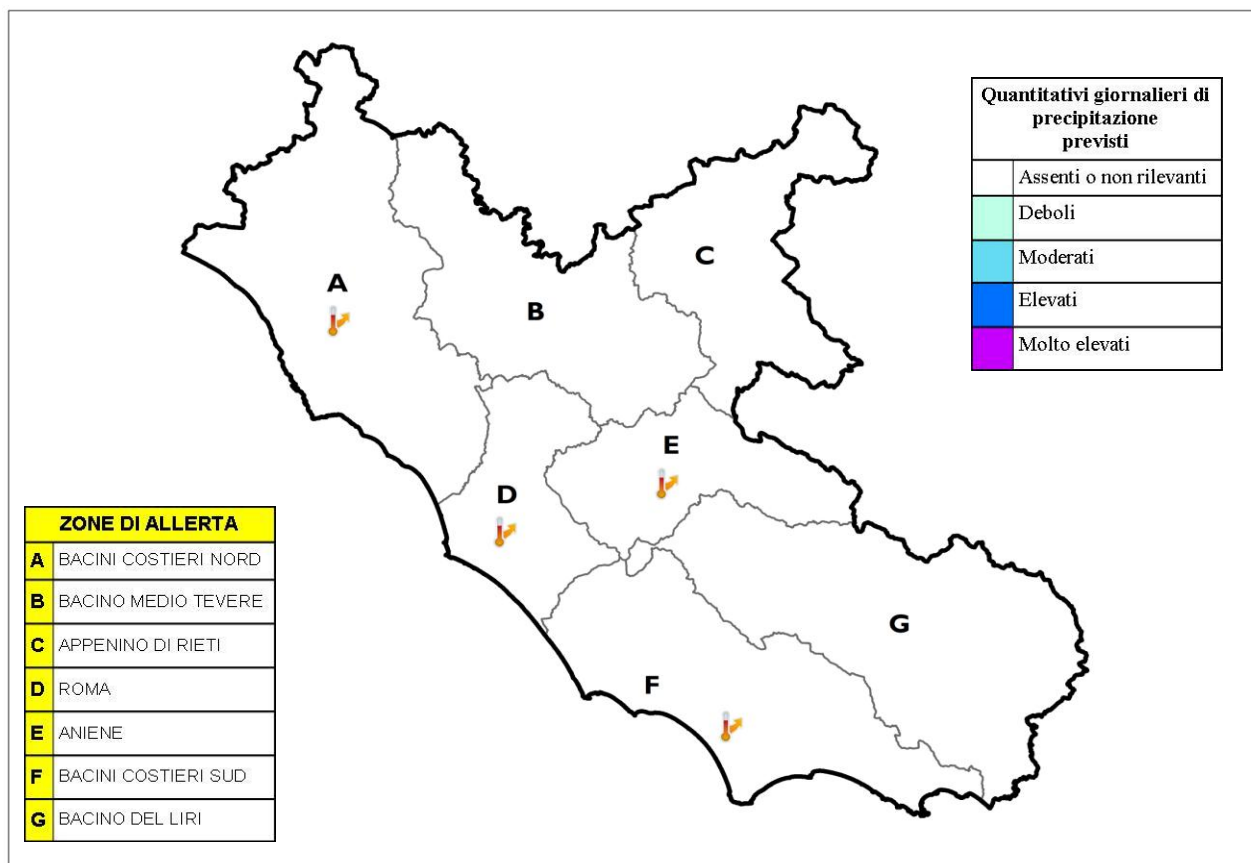 Quantitativi giornalieri di
precipitazione
previsti
Assenti o non rilevanti
Deboli
Moderati
Elevati
Molto elevati
A
B
C
D
E
F
G
ZONE DI ALLERTA
A BACINI COSTIERI NORD
B BACINO MEDIO TEVERE
C APPENINO DI RIETI
D ROMA
E ANIENE
F BACINI COSTIERI SUD
G BACINO DEL LIRI